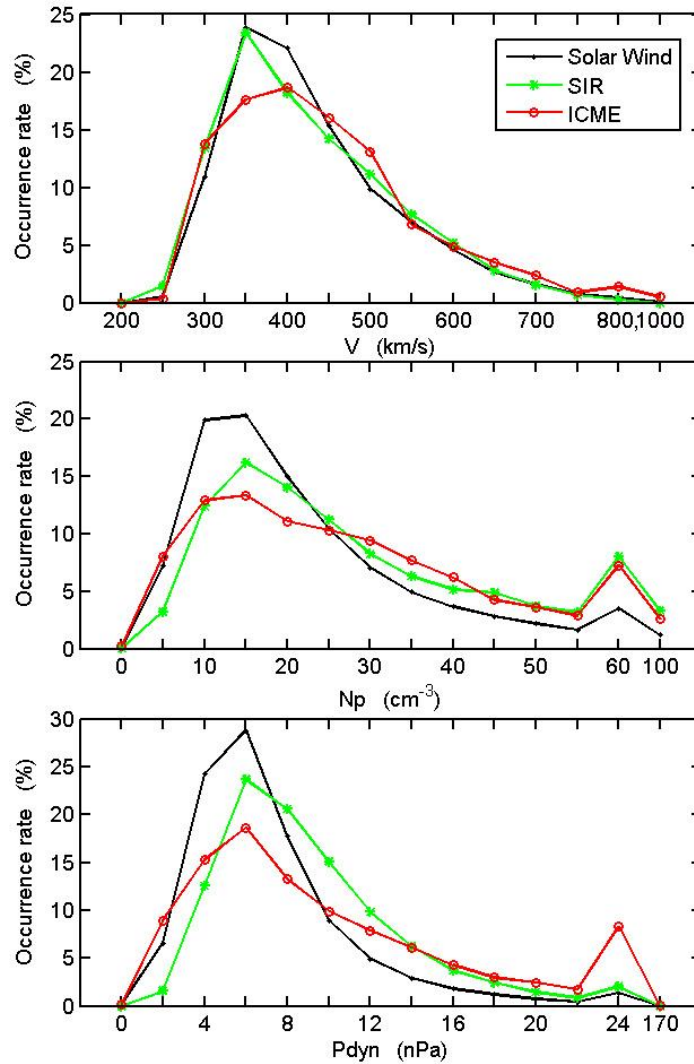 25
20
15
10
5
0
Occurrence rate (%)
Solar Wind
SIR
ICME
200 300 400 500 600 700 800,1000
V (km/s)
25
20
15
10
5
0
Occurrence rate (%)
0 10 20 30 40 50 60 100
Np (cm⁻³)
30
25
20
15
10
5
0
Occurrence rate (%)
0 4 8 12 16 20 24 170
Pdyn (nPa)